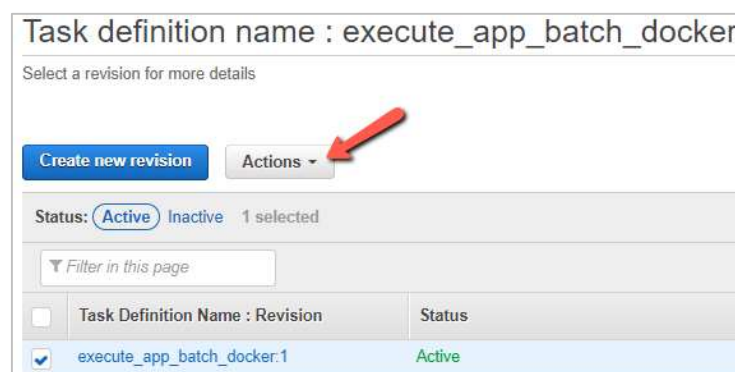 Task definition name : execute_app_batch_docker
Select a revision for more details
Create new revision Actions
Status: Active Inactive 1 selected
Filter in this page
Task Definition Name : Revision Status
execute_app_batch_docker:1 Active